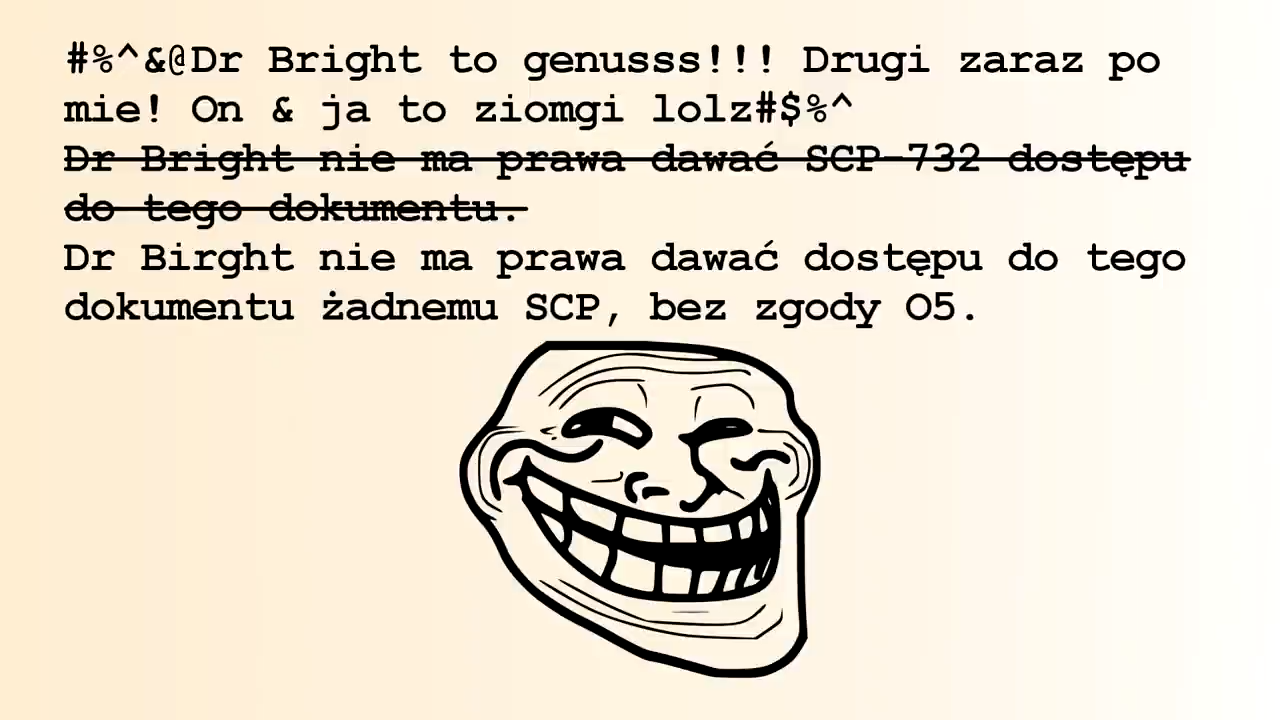 #%^&@Dr Bright to genusss!!! Drugi zaraz po
mie! On & ja to ziomgi lolz#$%^
Dr Bright nie ma prawa dawać SCP-732 dostępu
do tego dokumentu.
Dr Birght nie ma prawa dawać dostępu do tego
dokumentu żadnemu SCP, bez zgody O5.